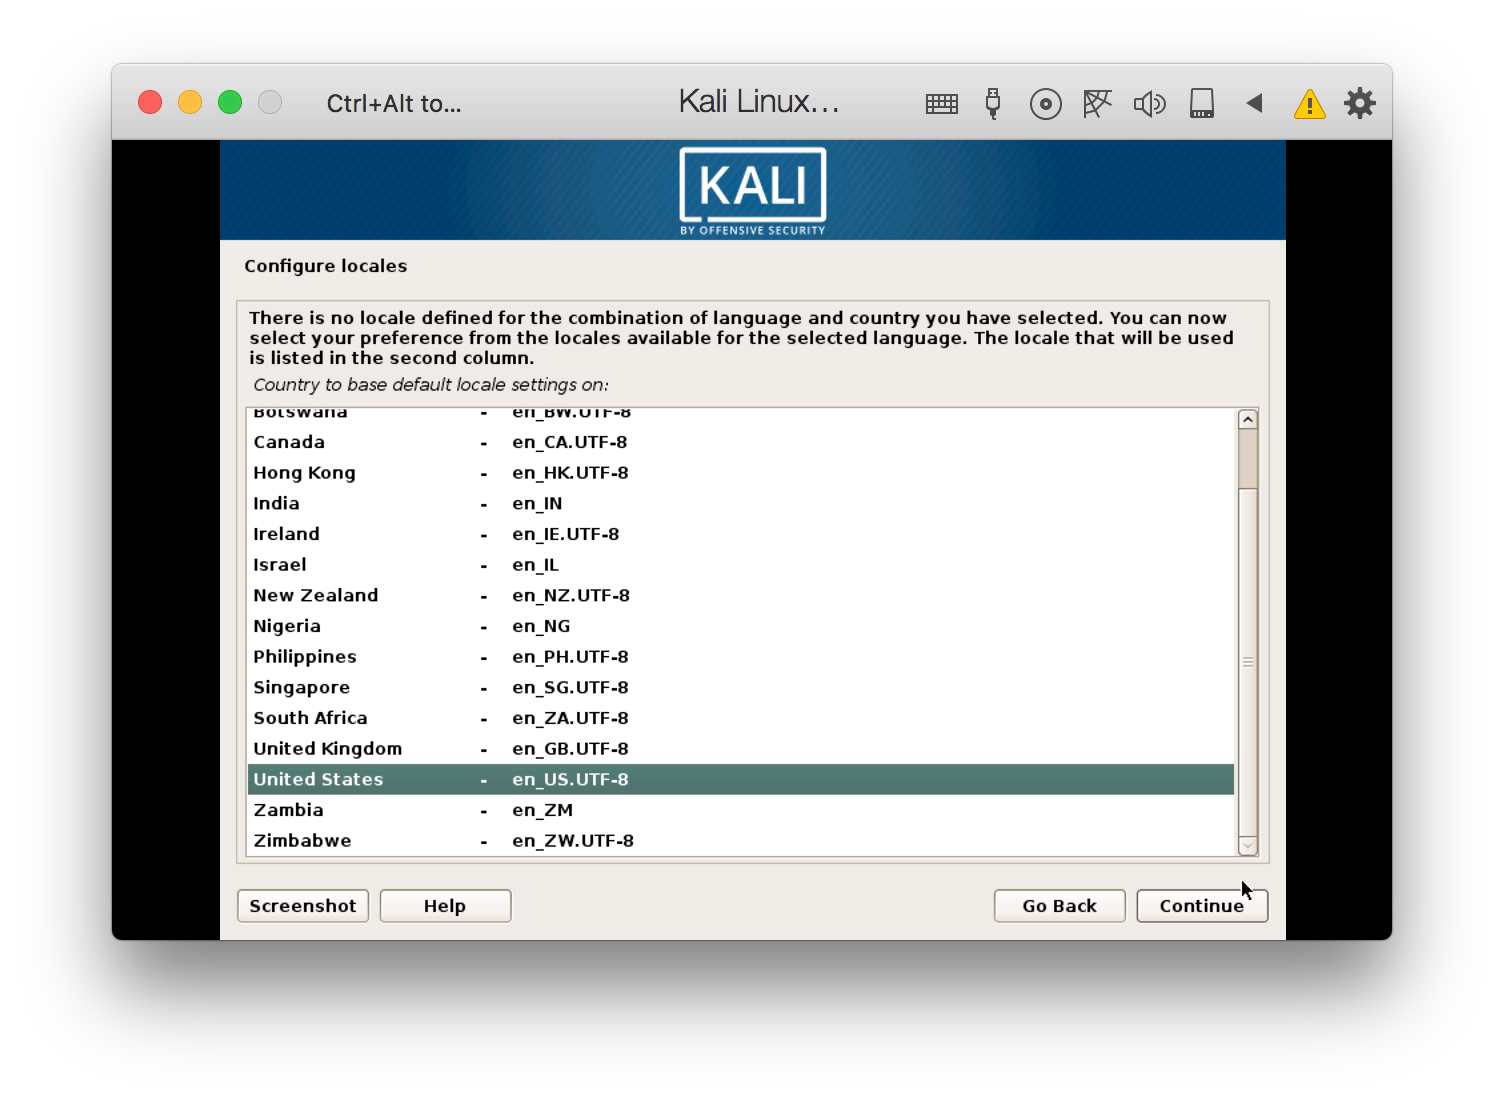 Ctrl+Alt to...
Kali Linux...
KALI
BY OFFENSIVE SECURITY
Configure locales
There is no locale defined for the combination of language and country you have selected. You can now
select your preference from the locales available for the selected language. The locale that will be used
is listed in the second column.
Country to base default locale settings on:
Botswana - en_BW.UTF-8
Canada - en_CA.UTF-8
Hong Kong - en_HK.UTF-8
India - en_IN
Ireland - en_IE.UTF-8
Israel - en_IL
New Zealand - en_NZ.UTF-8
Nigeria - en_NG
Philippines - en_PH.UTF-8
Singapore - en_SG.UTF-8
South Africa - en_ZA.UTF-8
United Kingdom - en_GB.UTF-8
United States - en_US.UTF-8
Zambia - en_ZM
Zimbabwe - en_ZW.UTF-8
Screenshot Help Go Back Continue